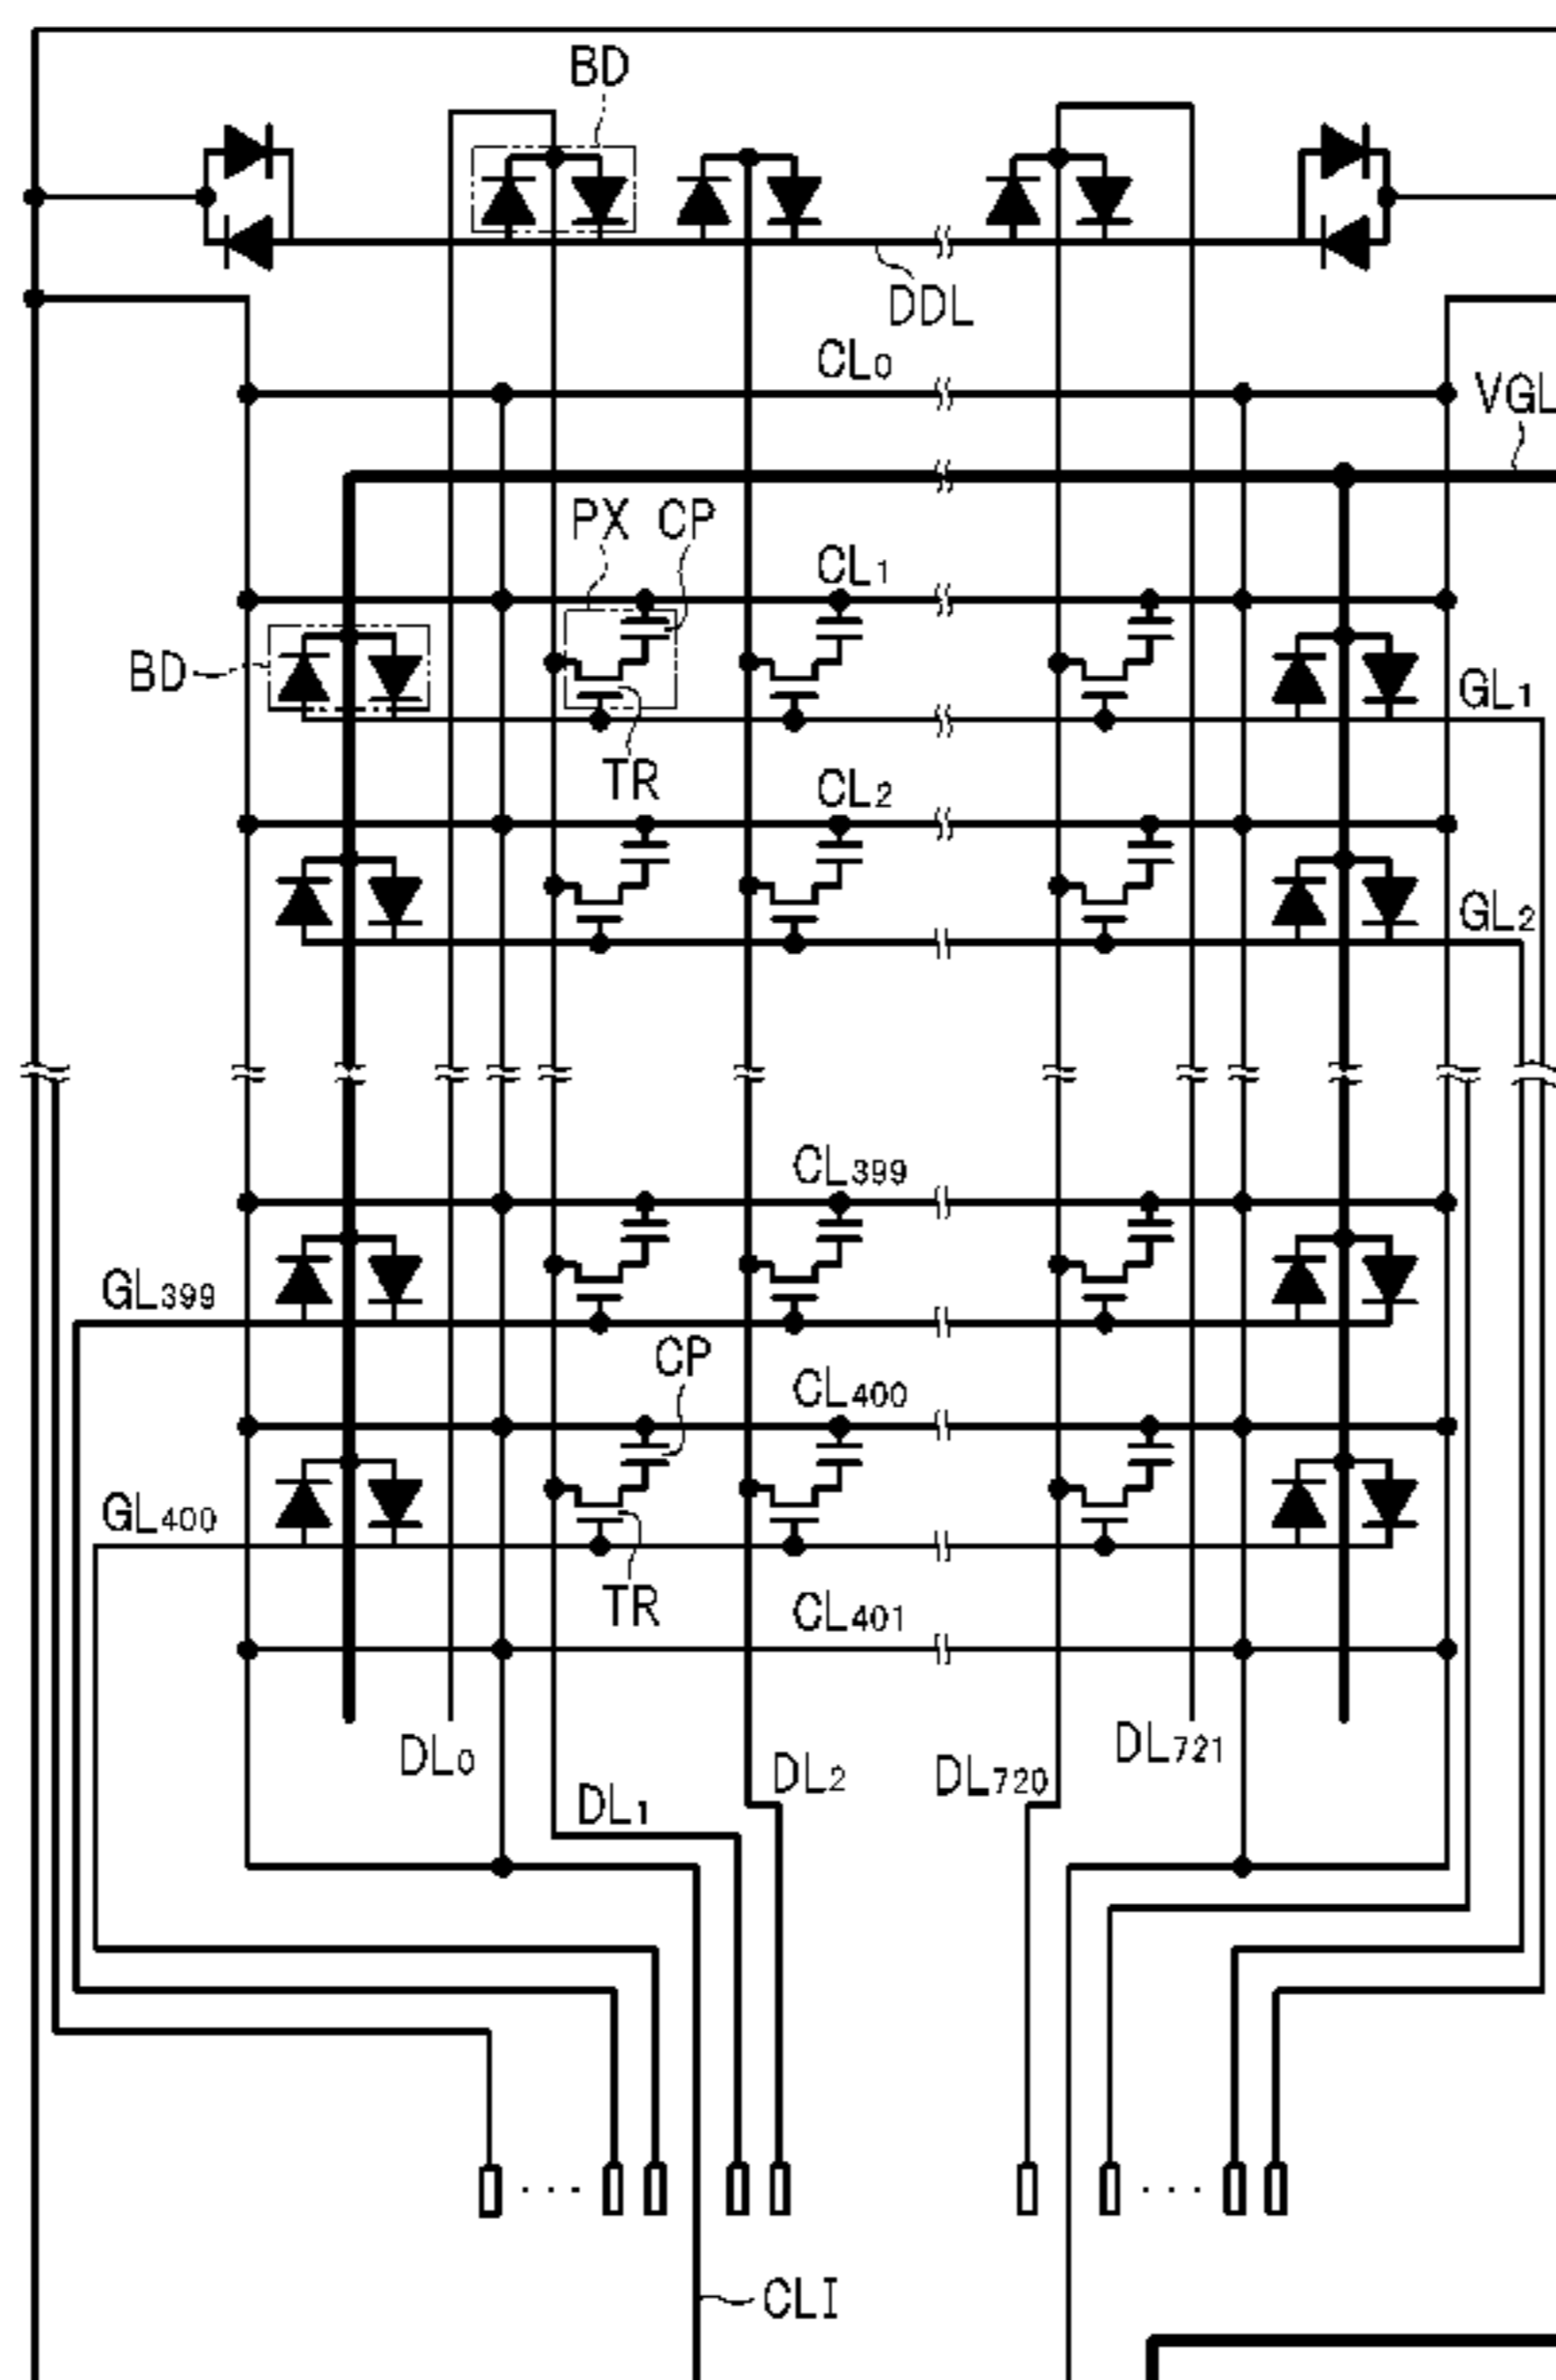 BD
DDL
CL0
VGL
PX CP
CL1
BD
GL1
TR
CL2
GL2
CL399
GL399
CP
CL400
GL400
TR
CL401
DL0
DL721
DL2
DL720
DL1
CLI